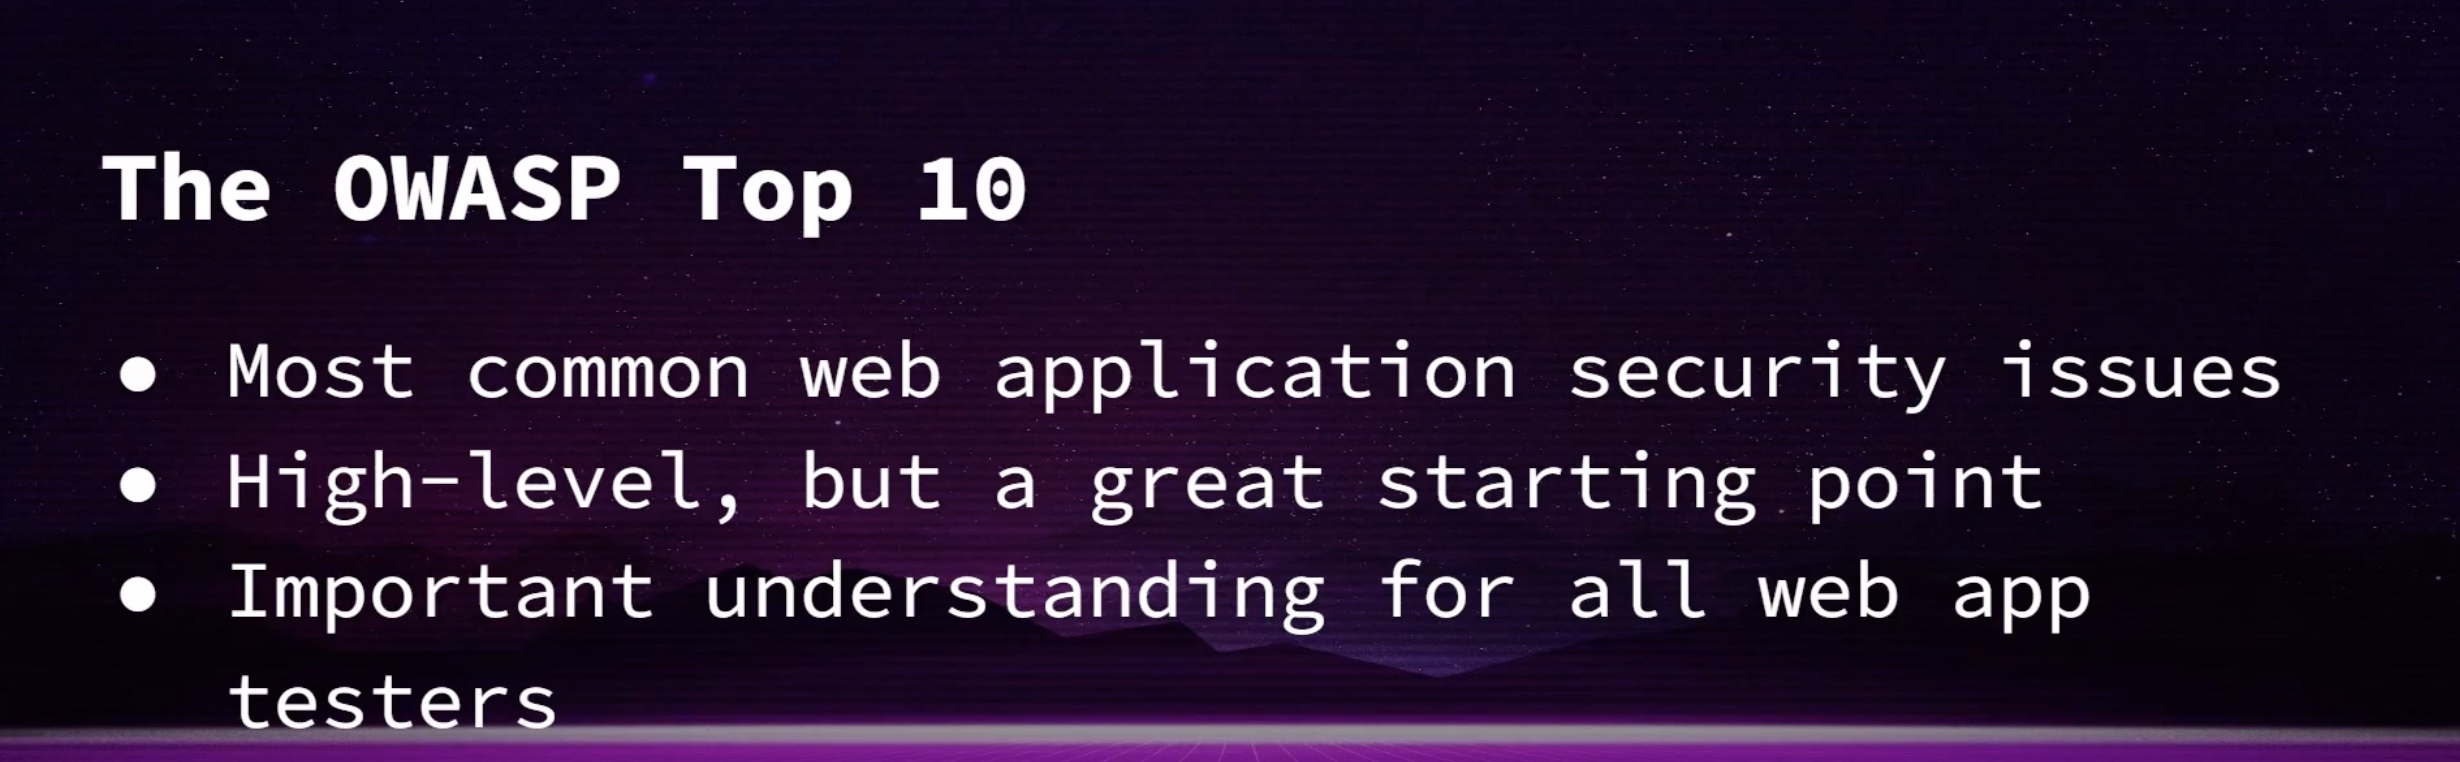 The OWASP Top 10
● Most common web application security issues
● High-level, but a great starting point
● Important understanding for all web app
testers